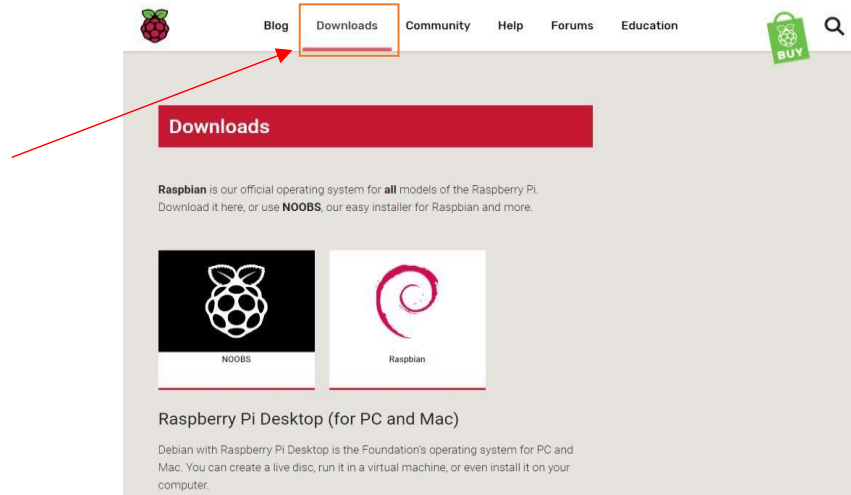 Blog Downloads Community Help Forums Education
BUY
Downloads
Raspbian is our official operating system for all models of the Raspberry Pi.
Download it here, or use NOOBS, our easy installer for Raspbian and more.
NOOBS Raspbian
Raspberry Pi Desktop (for PC and Mac)
Debian with Raspberry Pi Desktop is the Foundation's operating system for PC and
Mac. You can create a live disc, run it in a virtual machine, or even install it on your
computer.